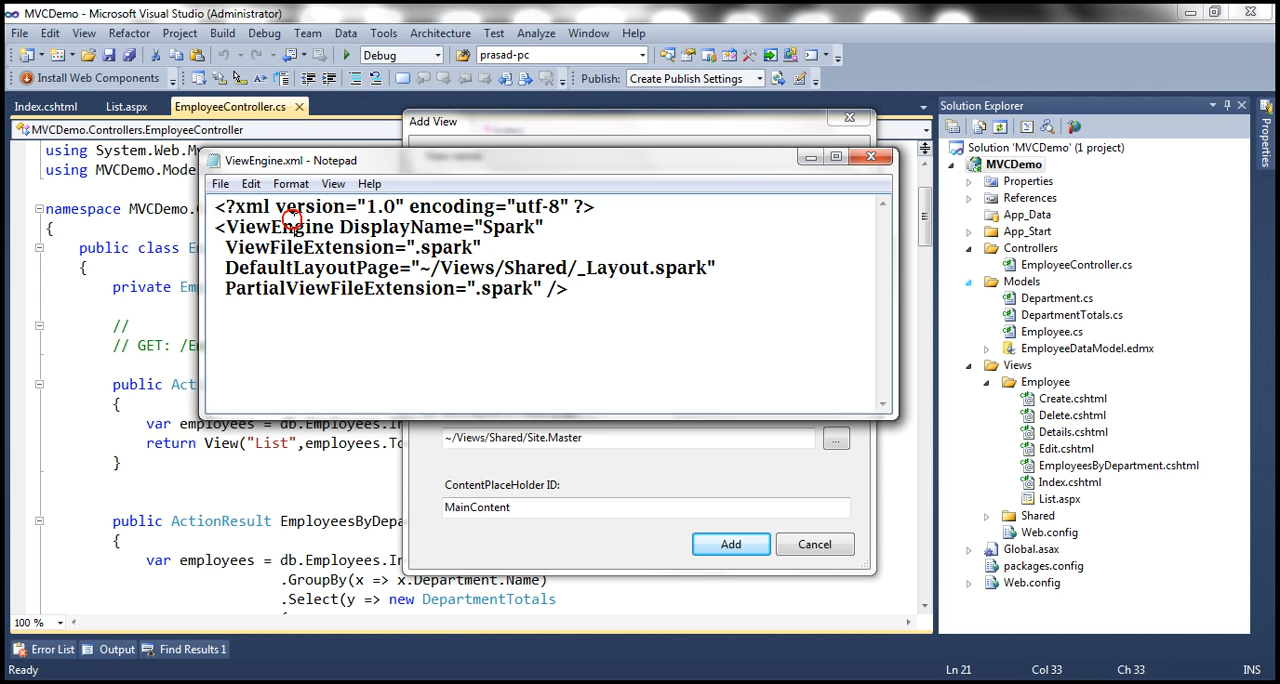 MVCDemo - Microsoft Visual Studio (Administrator)
File Edit View Refactor Project Build Debug Team Data Tools Architecture Test Analyze Window Help
Debug prasad-pc
Install Web Components Publish: Create Publish Settings
Index.cshtml List.aspx EmployeeController.cs
MVCDemo.Controllers.EmployeeController
using System.Web.M
using MVCDemo.Mode
namespace MVCDemo.
{
public class E
{
private Em
//
// GET: /E
public Act
{
var employees = db.Employees.In
return View("List",employees.To
}
public ActionResult EmployeesByDepa
{
var employees = db.Employees.In
.GroupBy(x => x.Department.Name)
.Select(y => new DepartmentTotals
100 %
Add View
ViewEngine.xml - Notepad
File Edit Format View Help
<?xml version="1.0" encoding="utf-8" ?>
<ViewEngine DisplayName="Spark"
ViewFileExtension=".spark"
DefaultLayoutPage="~/Views/Shared/_Layout.spark"
PartialViewFileExtension=".spark" />
~/Views/Shared/Site.Master
...
ContentPlaceHolder ID:
MainContent
Add Cancel
Solution Explorer
Solution 'MVCDemo' (1 project)
MVCDemo
Properties
References
App_Data
App_Start
Controllers
EmployeeController.cs
Models
Department.cs
DepartmentTotals.cs
Employee.cs
EmployeeDataModel.edmx
Views
Employee
Create.cshtml
Delete.cshtml
Details.cshtml
Edit.cshtml
EmployeesByDepartment.cshtml
Index.cshtml
List.aspx
Shared
Web.config
Global.asax
packages.config
Web.config
Properties
Error List Output Find Results 1
Ready Ln 21 Col 33 Ch 33 INS